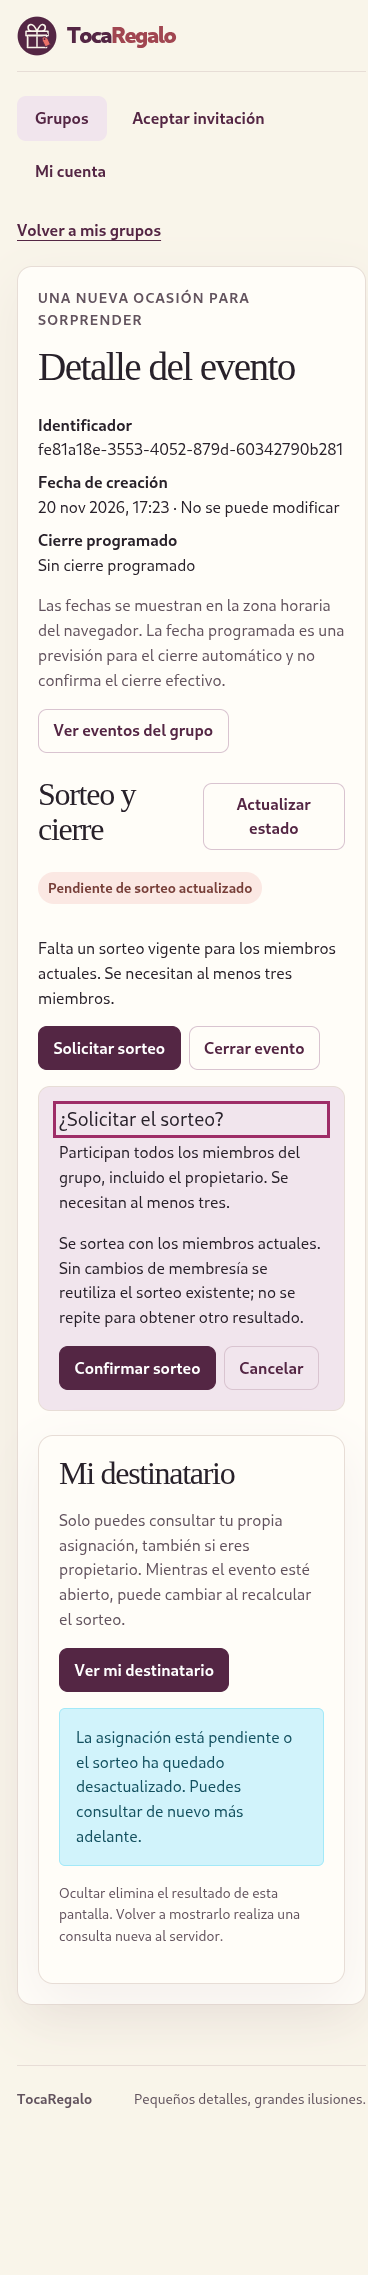 TocaRegalo
Grupos
Aceptar invitación
Mi cuenta
Volver a mis grupos
UNA NUEVA OCASIÓN PARA
SORPRENDER
Detalle del evento
Identificador
fe81a18e-3553-4052-879d-60342790b281
Fecha de creación
20 nov 2026, 17:23 · No se puede modificar
Cierre programado
Sin cierre programado
Las fechas se muestran en la zona horaria
del navegador. La fecha programada es una
previsión para el cierre automático y no
confirma el cierre efectivo.
Ver eventos del grupo
Sorteo y
cierre
Actualizar
estado
Pendiente de sorteo actualizado
Falta un sorteo vigente para los miembros
actuales. Se necesitan al menos tres
miembros.
Solicitar sorteo
Cerrar evento
¿Solicitar el sorteo?
Participan todos los miembros del
grupo, incluido el propietario. Se
necesitan al menos tres.
Se sortea con los miembros actuales.
Sin cambios de membresía se
reutiliza el sorteo existente; no se
repite para obtener otro resultado.
Confirmar sorteo
Cancelar
Mi destinatario
Solo puedes consultar tu propia
asignación, también si eres
propietario. Mientras el evento esté
abierto, puede cambiar al recalcular
el sorteo.
Ver mi destinatario
La asignación está pendiente o
el sorteo ha quedado
desactualizado. Puedes
consultar de nuevo más
adelante.
Ocultar elimina el resultado de esta
pantalla. Volver a mostrarlo realiza una
consulta nueva al servidor.
TocaRegalo
Pequeños detalles, grandes ilusiones.